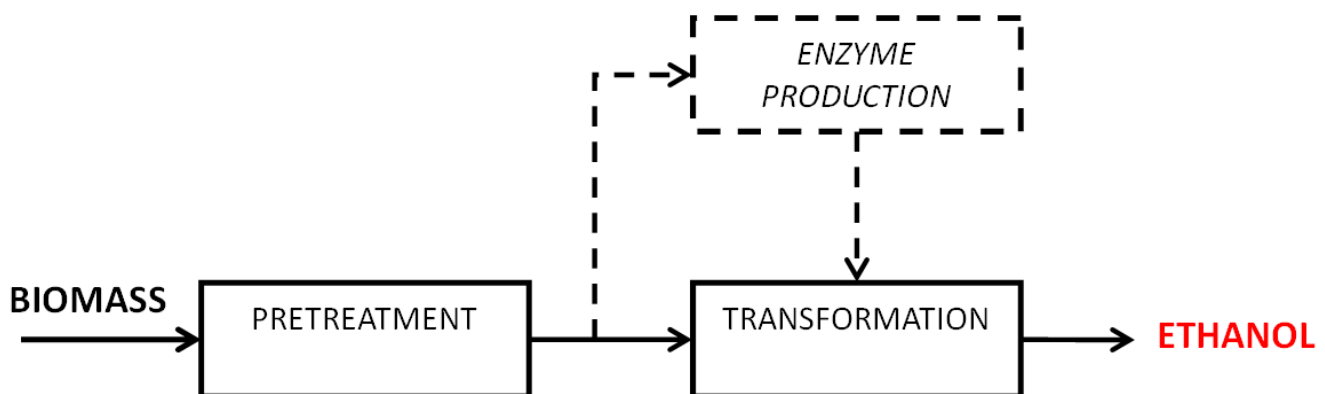 ENZYME
PRODUCTION
BIOMASS
PRETREATMENT
TRANSFORMATION
ETHANOL